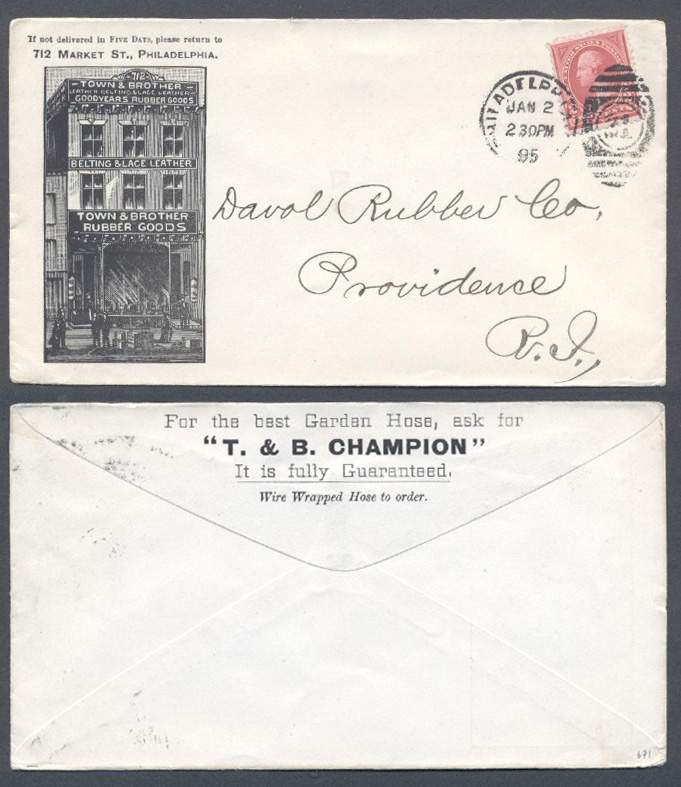 If not delivered in FIVE DAYS, please return to
712 MARKET ST., PHILADELPHIA.
712
TOWN & BROTHER
LEATHER BELTING & LACE LEATHER
GOODYEARS RUBBER GOODS
BELTING & LACE LEATHER
TOWN & BROTHER
RUBBER GOODS
JAN 2
2 30PM
95
Davol Rubber Co.,
Providence
R.I.,
For the best Garden Hose, ask for
"T. & B. CHAMPION"
It is fully Guaranteed.
Wire Wrapped Hose to order.
671